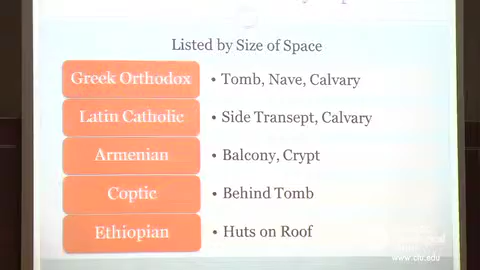 Listed by Size of Space
Greek Orthodox
• Tomb, Nave, Calvary
Latin Catholic
• Side Transept, Calvary
Armenian
• Balcony, Crypt
Coptic
• Behind Tomb
Ethiopian
• Huts on Roof
www.ciu.edu